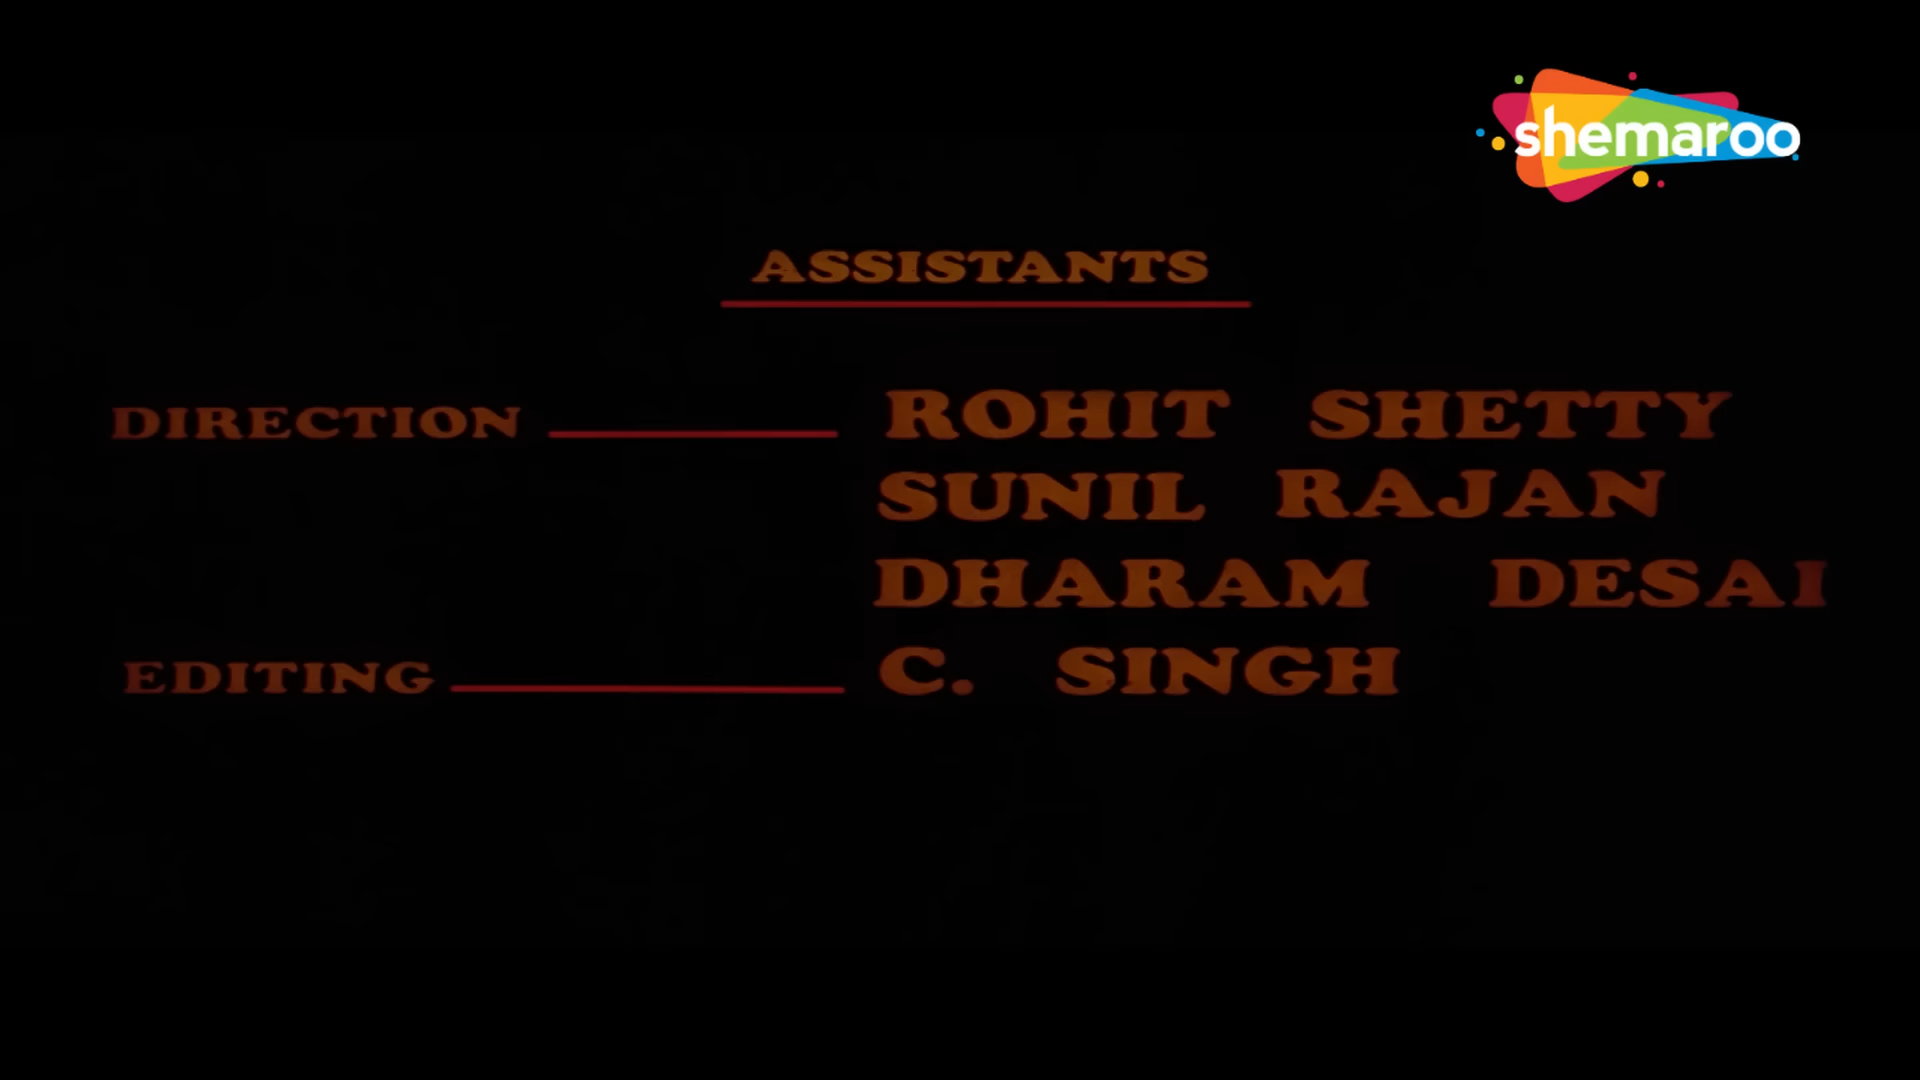 shemaroo
ASSISTANTS
DIRECTION ROHIT SHETTY
SUNIL RAJAN
DHARAM DESAI
EDITING C. SINGH